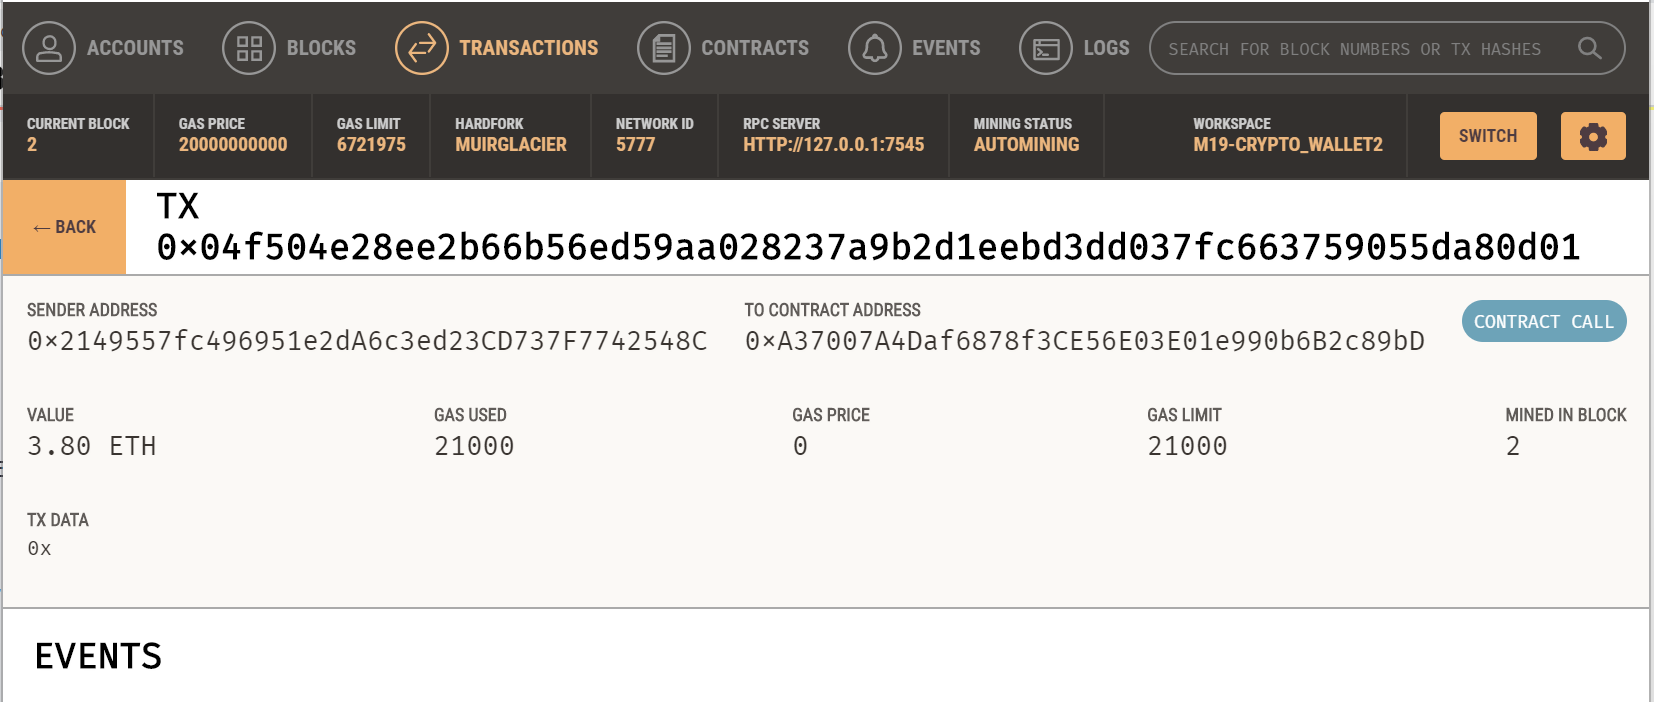 ACCOUNTS BLOCKS TRANSACTIONS CONTRACTS EVENTS LOGS SEARCH FOR BLOCK NUMBERS OR TX HASHES
CURRENT BLOCK GAS PRICE GAS LIMIT HARDFORK NETWORK ID RPC SERVER MINING STATUS WORKSPACE
2 20000000000 6721975 MUIRGLACIER 5777 HTTP://127.0.0.1:7545 AUTOMINING M19-CRYPTO_WALLET2
SWITCH
← BACK
TX
0×04f504e28ee2b66b56ed59aa028237a9b2d1eebd3dd037fc663759055da80d01
SENDER ADDRESS TO CONTRACT ADDRESS
0×2149557fc496951e2dA6c3ed23CD737F7742548C 0×A37007A4Daf6878f3CE56E03E01e990b6B2c89bD
CONTRACT CALL
VALUE GAS USED GAS PRICE GAS LIMIT MINED IN BLOCK
3.80 ETH 21000 0 21000 2
TX DATA
0x
EVENTS